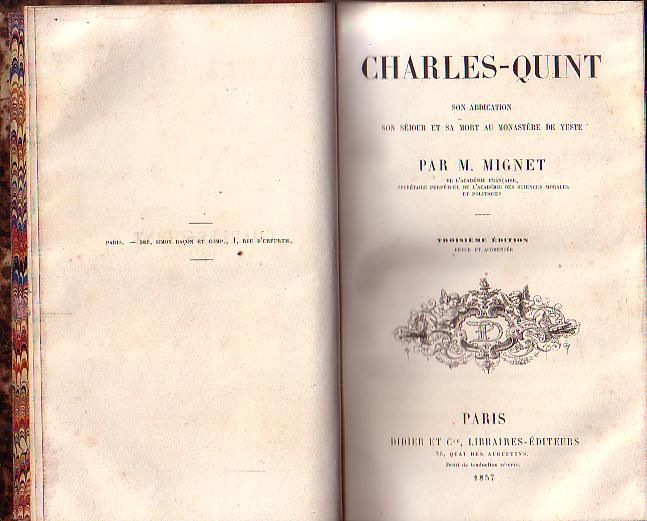 PARIS. — IMP. SIMON RAÇON ET COMP., 1, RUE D'ERFURTH.
CHARLES-QUINT
SON ABDICATION
SON SÉJOUR ET SA MORT AU MONASTÈRE DE YUSTE
PAR M. MIGNET
DE L'ACADÉMIE FRANÇAISE,
SECRÉTAIRE PERPÉTUEL DE L'ACADÉMIE DES SCIENCES MORALES
ET POLITIQUES
TROISIÈME ÉDITION
REVUE ET AUGMENTÉE
PARIS
DIDIER ET Cie, LIBRAIRES-ÉDITEURS
35, QUAI DES AUGUSTINS.
Droit de traduction réservé.
1857